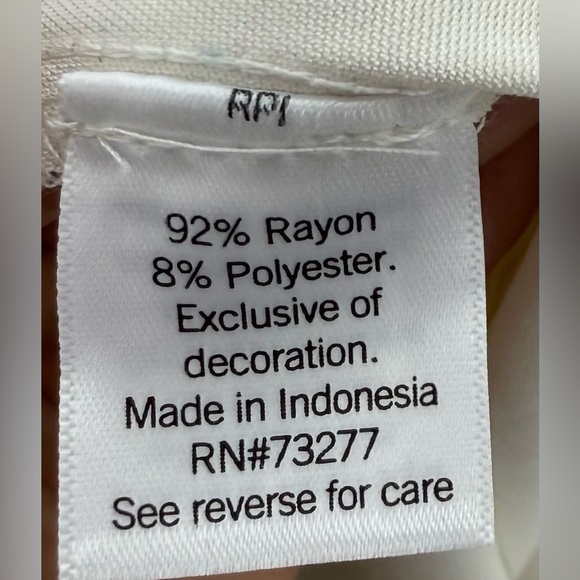 RPI
92% Rayon
8% Polyester.
Exclusive of
decoration.
Made in Indonesia
RN#73277
See reverse for care